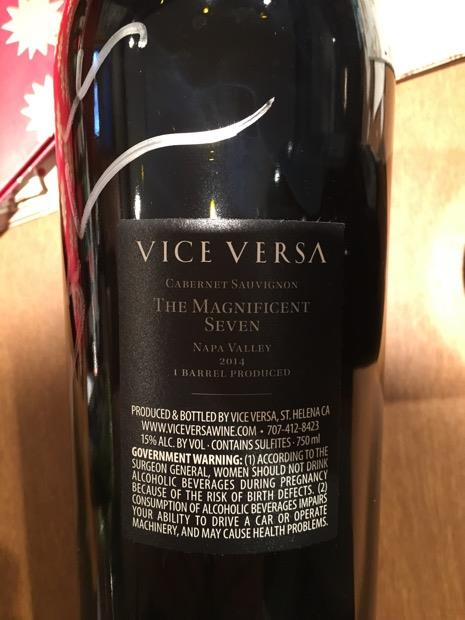 VICE VERSA
CABERNET SAUVIGNON
THE MAGNIFICENT
SEVEN
NAPA VALLEY
2014
1 BARREL PRODUCED
PRODUCED & BOTTLED BY VICE VERSA, ST. HELENA CA
WWW.VICEVERSAWINE.COM • 707-412-8423
15% ALC. BY VOL · CONTAINS SULFITES · 750 ml
GOVERNMENT WARNING: (1) ACCORDING TO THE
SURGEON GENERAL, WOMEN SHOULD NOT DRINK
ALCOHOLIC BEVERAGES DURING PREGNANCY
BECAUSE OF THE RISK OF BIRTH DEFECTS. (2)
CONSUMPTION OF ALCOHOLIC BEVERAGES IMPAIRS
YOUR ABILITY TO DRIVE A CAR OR OPERATE
MACHINERY, AND MAY CAUSE HEALTH PROBLEMS.